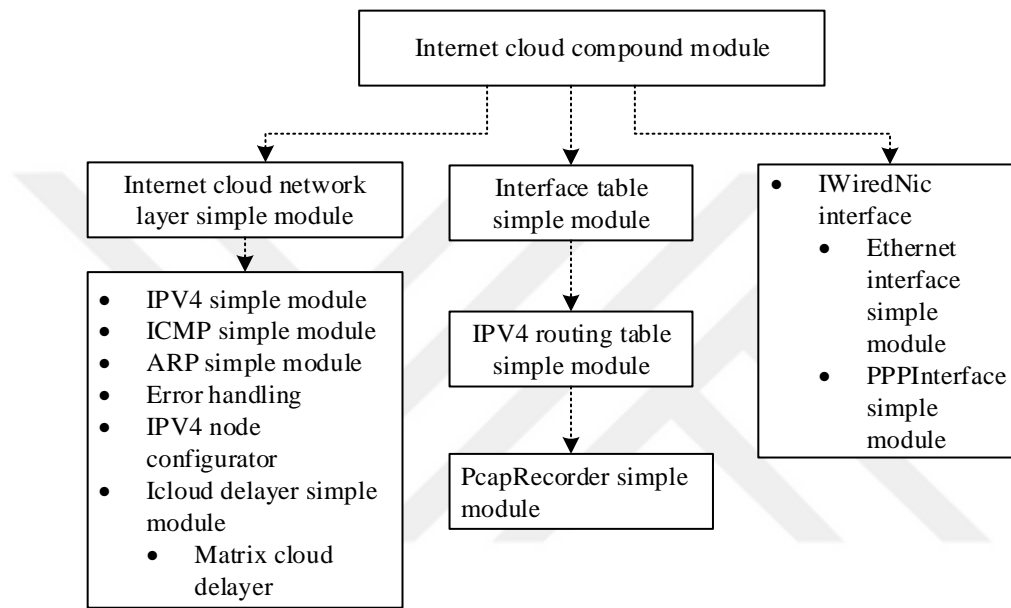 Internet cloud compound module
Internet cloud network
layer simple module
• IPV4 simple module
• ICMP simple module
• ARP simple module
• Error handling
• IPV4 node
configurator
• Icloud delayer simple
module
• Matrix cloud
delayer
Interface table
simple module
IPV4 routing table
simple module
PcapRecorder simple
module
• IWiredNic
interface
• Ethernet
interface
simple
module
• PPPInterface
simple
module